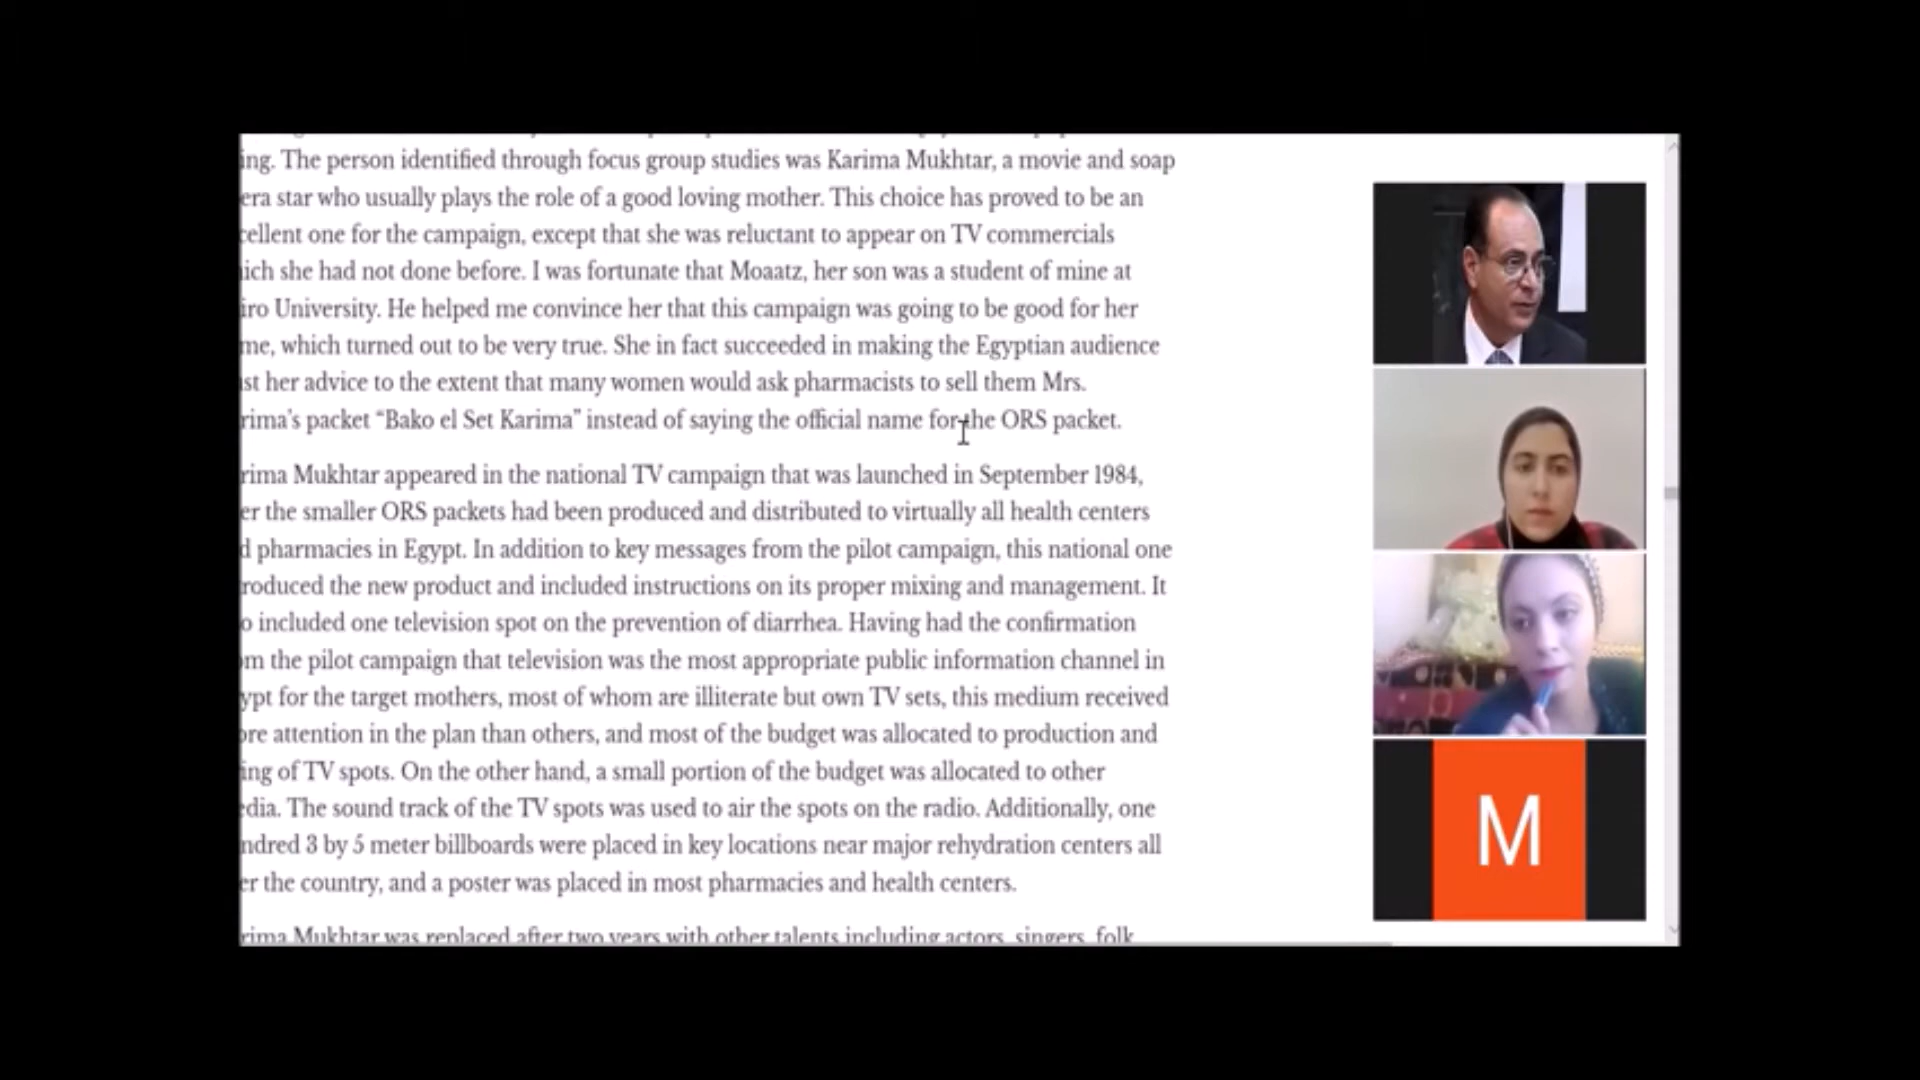 ing. The person identified through focus group studies was Karima Mukhtar, a movie and soap
era star who usually plays the role of a good loving mother. This choice has proved to be an
cellent one for the campaign, except that she was reluctant to appear on TV commercials
ich she had not done before. I was fortunate that Moaatz, her son was a student of mine at
iro University. He helped me convince her that this campaign was going to be good for her
me, which turned out to be very true. She in fact succeeded in making the Egyptian audience
st her advice to the extent that many women would ask pharmacists to sell them Mrs.
rima's packet “Bako el Set Karima” instead of saying the official name for the ORS packet.
rima Mukhtar appeared in the national TV campaign that was launched in September 1984,
er the smaller ORS packets had been produced and distributed to virtually all health centers
d pharmacies in Egypt. In addition to key messages from the pilot campaign, this national one
roduced the new product and included instructions on its proper mixing and management. It
o included one television spot on the prevention of diarrhea. Having had the confirmation
om the pilot campaign that television was the most appropriate public information channel in
ypt for the target mothers, most of whom are illiterate but own TV sets, this medium received
ore attention in the plan than others, and most of the budget was allocated to production and
ing of TV spots. On the other hand, a small portion of the budget was allocated to other
edia. The sound track of the TV spots was used to air the spots on the radio. Additionally, one
ndred 3 by 5 meter billboards were placed in key locations near major rehydration centers all
er the country, and a poster was placed in most pharmacies and health centers.
rima Mukhtar was replaced after two years with other talents including actors, singers, folk
M